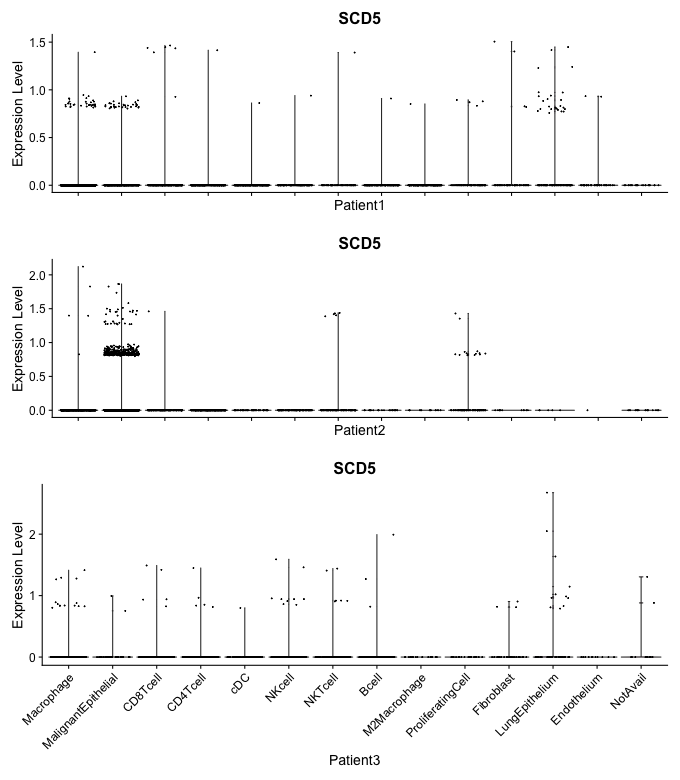 SCD5
Expression Level
1.5
1.0
0.5
0.0
Patient1
SCD5
Expression Level
2.0
1.5
1.0
0.5
0.0
Patient2
SCD5
Expression Level
2
1
0
Macrophage
MalignantEpithelial
CD8Tcell
CD4Tcell
cDC
NKcell
NKTcell
Bcell
M2Macrophage
ProliferatingCell
Fibroblast
LungEpithelium
Endothelium
NotAvail
Patient3